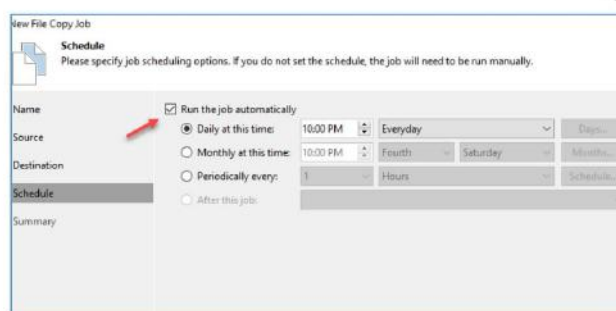 New File Copy Job
Schedule
Please specify job scheduling options. If you do not set the schedule, the job will need to be run manually.
Name
Source
Destination
Schedule
Summary
Run the job automatically
Daily at this time: 10:00 PM Everyday Days...
Monthly at this time: 10:00 PM Fourth Saturday Months...
Periodically every: 1 Hours Schedule...
After this job: